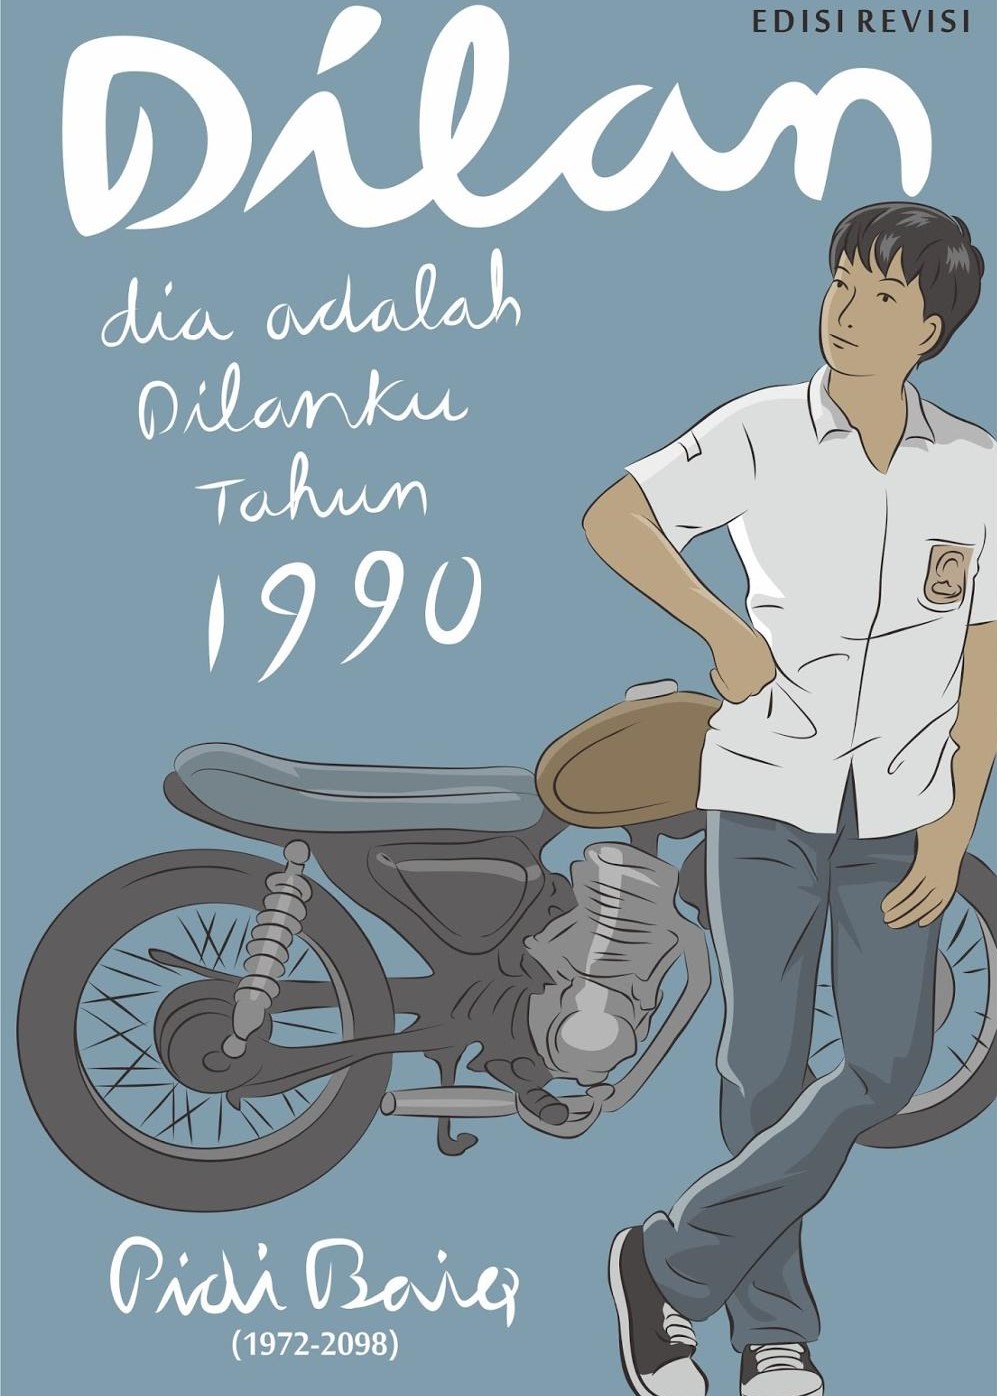 EDISI REVISI
Dilan
dia adalah
Dilanku
Tahun
1990
Pidi Baiq
(1972-2098)